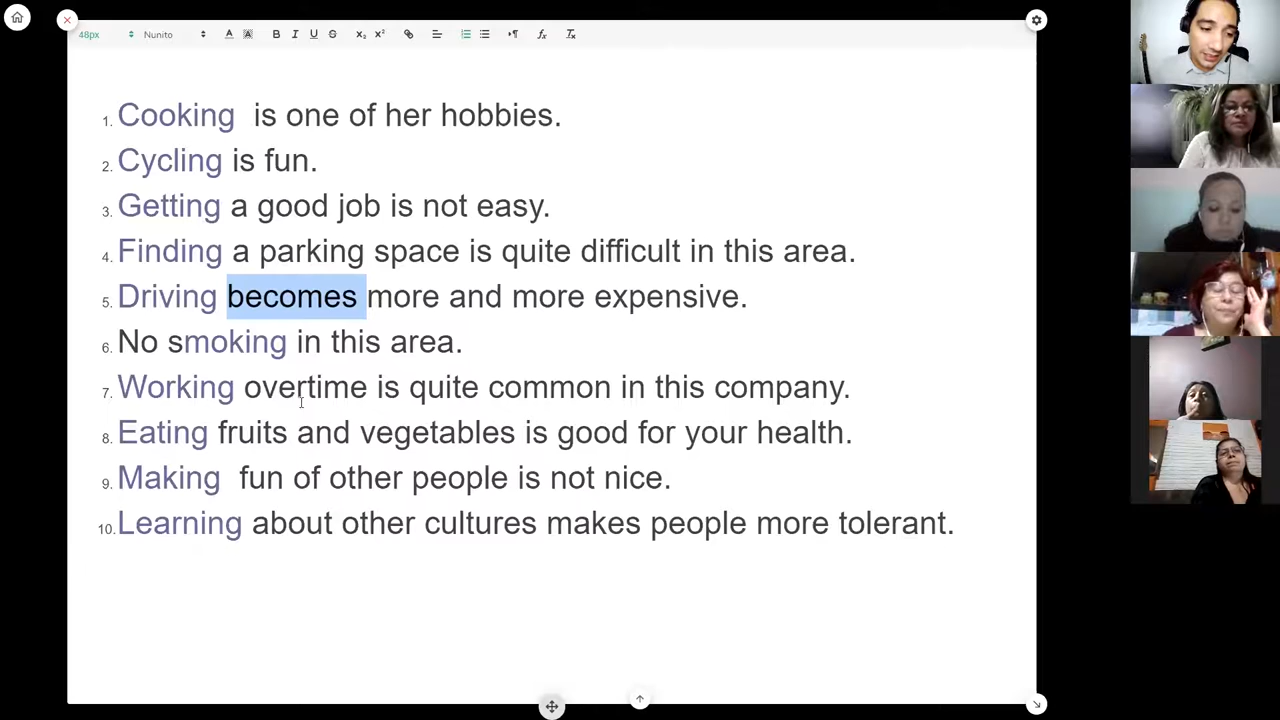 48px Nunito
1. Cooking is one of her hobbies.
2. Cycling is fun.
3. Getting a good job is not easy.
4. Finding a parking space is quite difficult in this area.
5. Driving becomes more and more expensive.
6. No smoking in this area.
7. Working overtime is quite common in this company.
8. Eating fruits and vegetables is good for your health.
9. Making fun of other people is not nice.
10. Learning about other cultures makes people more tolerant.